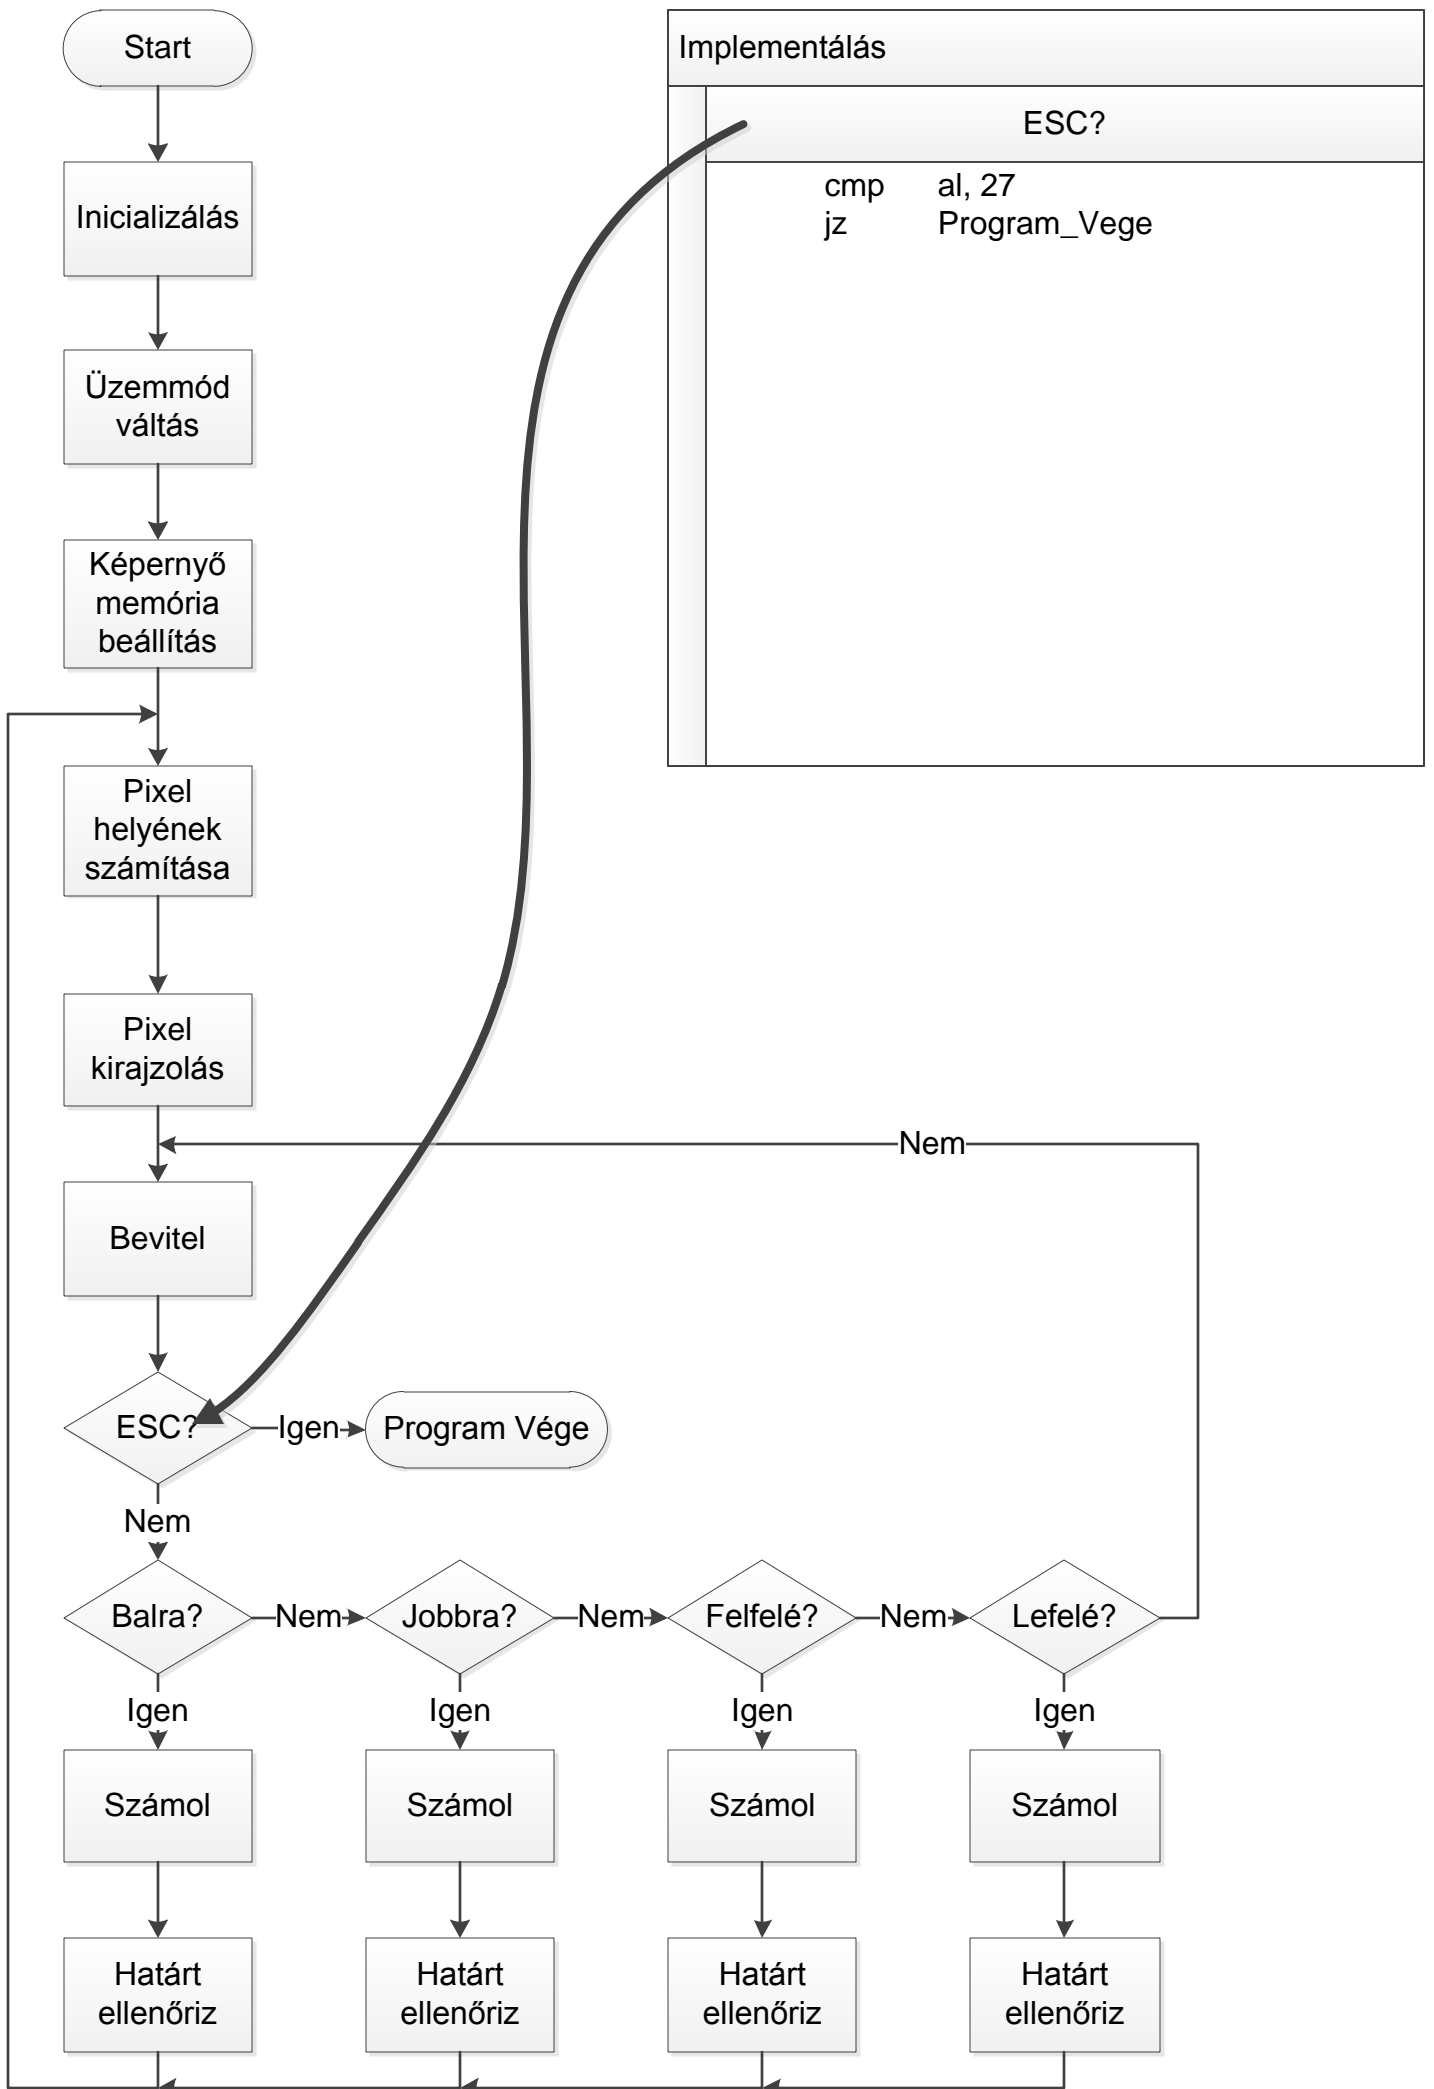 Start
Implementálás
ESC?
cmp al, 27
jz Program_Vege
Inicializálás
Üzemmód
váltás
Képernyő
memória
beállítás
Pixel
helyének
számítása
Pixel
kirajzolás
Nem
Bevitel
ESC?
Igen
Program Vége
Nem
Balra?
Nem
Jobbra?
Nem
Felfelé?
Nem
Lefelé?
Igen
Igen
Igen
Igen
Számol
Számol
Számol
Számol
Határt
ellenőriz
Határt
ellenőriz
Határt
ellenőriz
Határt
ellenőriz